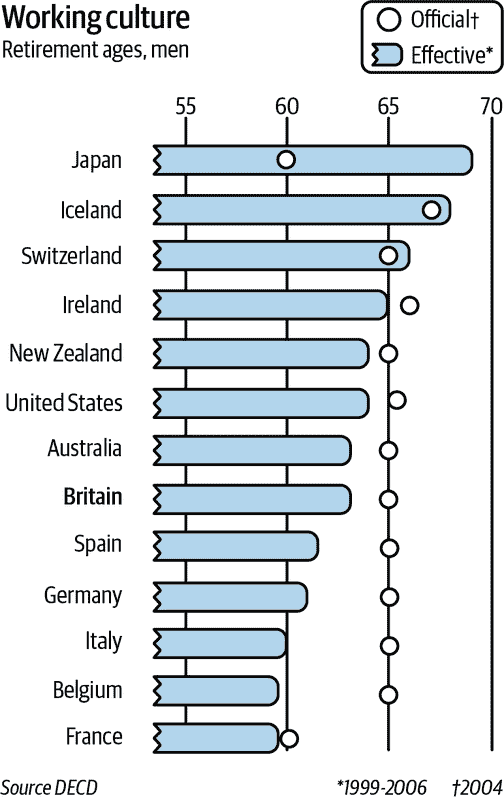 Working culture
Retirement ages, men
Official†
Effective*
55 60 65 70
Japan
Iceland
Switzerland
Ireland
New Zealand
United States
Australia
Britain
Spain
Germany
Italy
Belgium
France
Source DECD *1999-2006 †2004